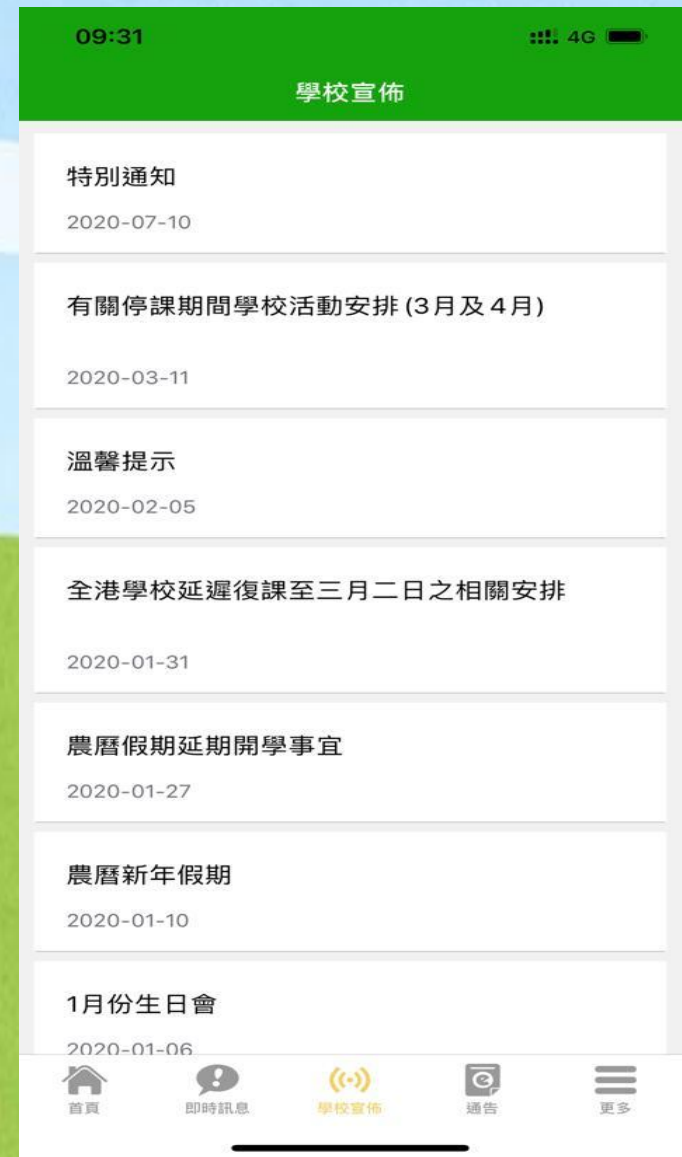 09:31 4G
學校宣佈
特別通知
2020-07-10
有關停課期間學校活動安排 (3月及4月)
2020-03-11
溫馨提示
2020-02-05
全港學校延遲復課至三月二日之相關安排
2020-01-31
農曆假期延期開學事宜
2020-01-27
農曆新年假期
2020-01-10
1月份生日會
2020-01-06
首頁 即時訊息 學校宣佈 通告 更多